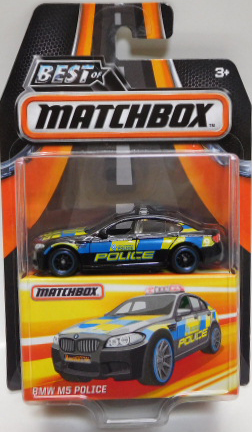 BEST OF
3+
MATCHBOX
POLICE
MATCHBOX
POLICE
BMW M5 POLICE